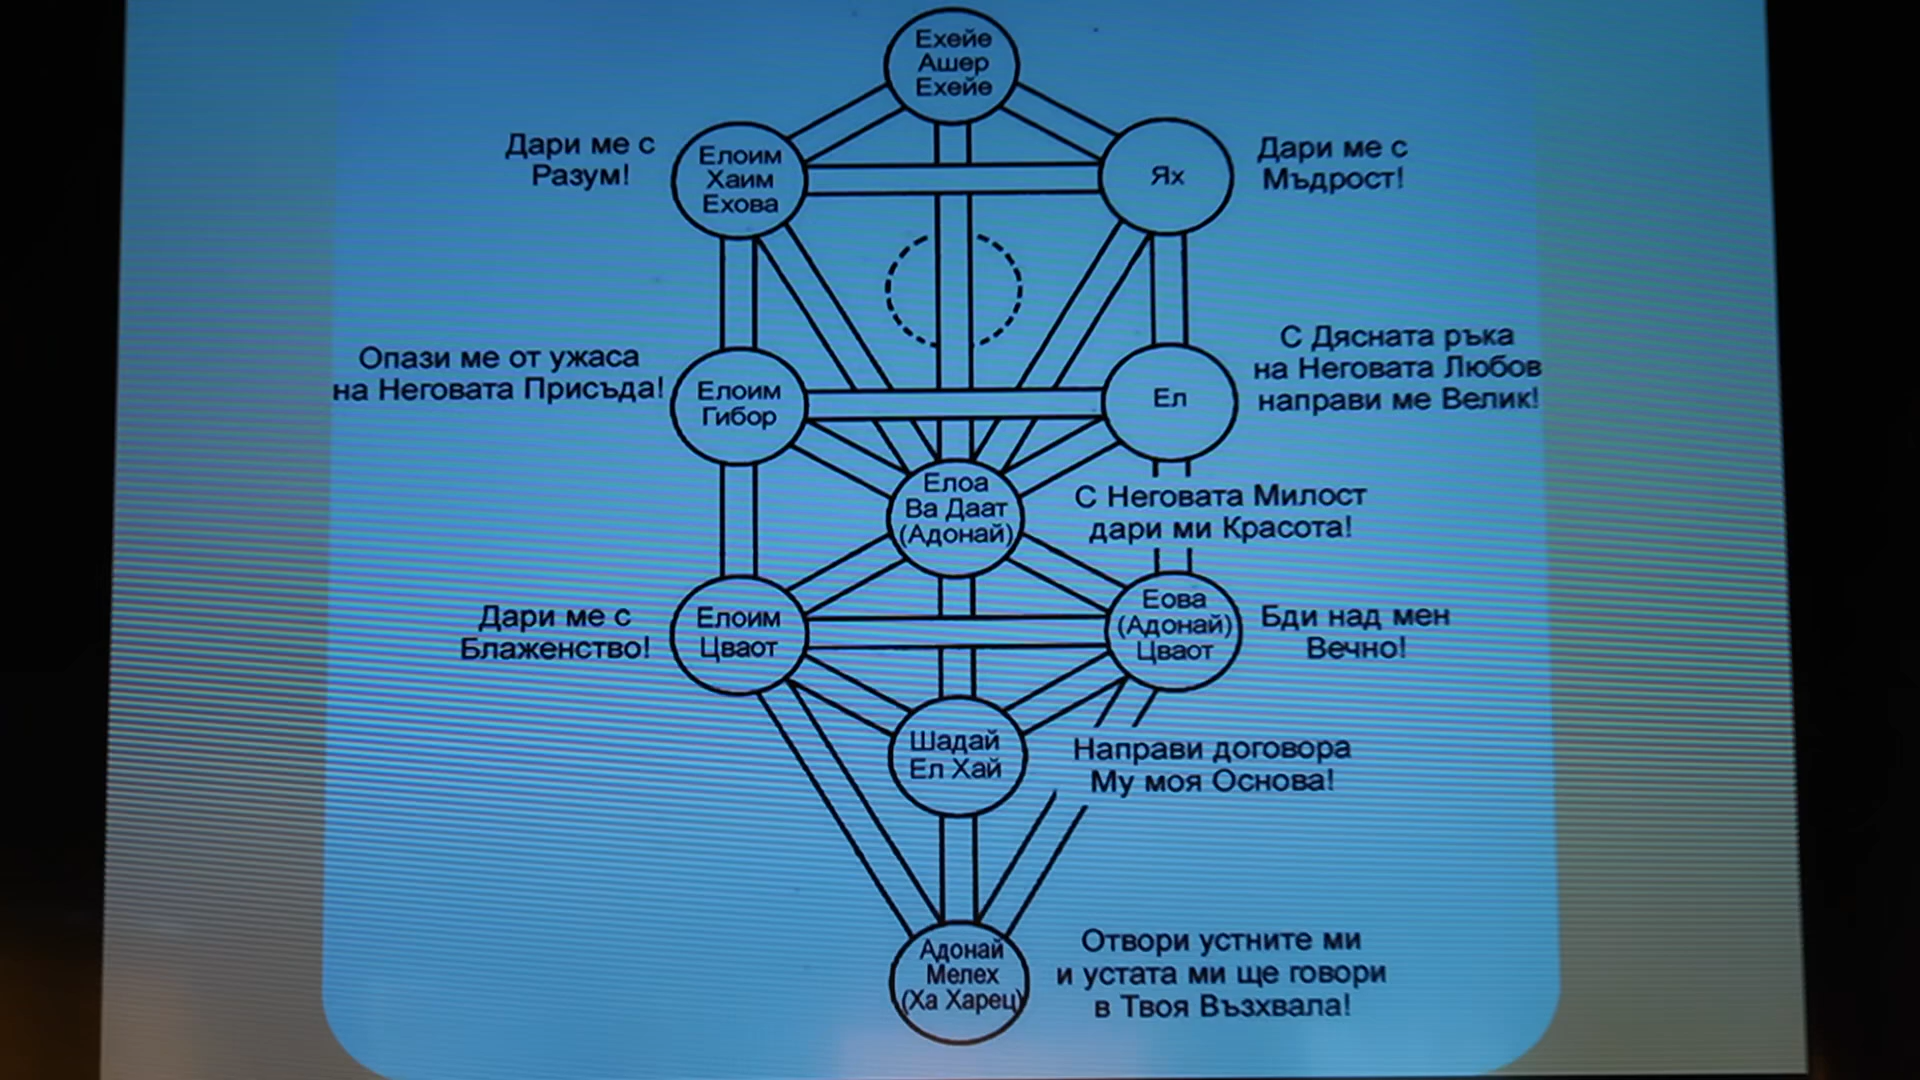 Ехейе
Ашер
Ехейе
Дари ме с
Разум!
Елоим
Хаим
Ехова
Ях
Дари ме с
Мъдрост!
Опази ме от ужаса
на Неговата Присъда!
Елоим
Гибор
Ел
С Дясната ръка
на Неговата Любов
направи ме Велик!
Елоа
Ва Даат
(Адонай)
С Неговата Милост
дари ми Красота!
Дари ме с
Блаженство!
Елоим
Цваот
Еова
(Адонай)
Цваот
Бди над мен
Вечно!
Шадай
Ел Хай
Направи договора
Му моя Основа!
Адонай
Мелех
(Ха Харец)
Отвори устните ми
и устата ми ще говори
в Твоя Възхвала!